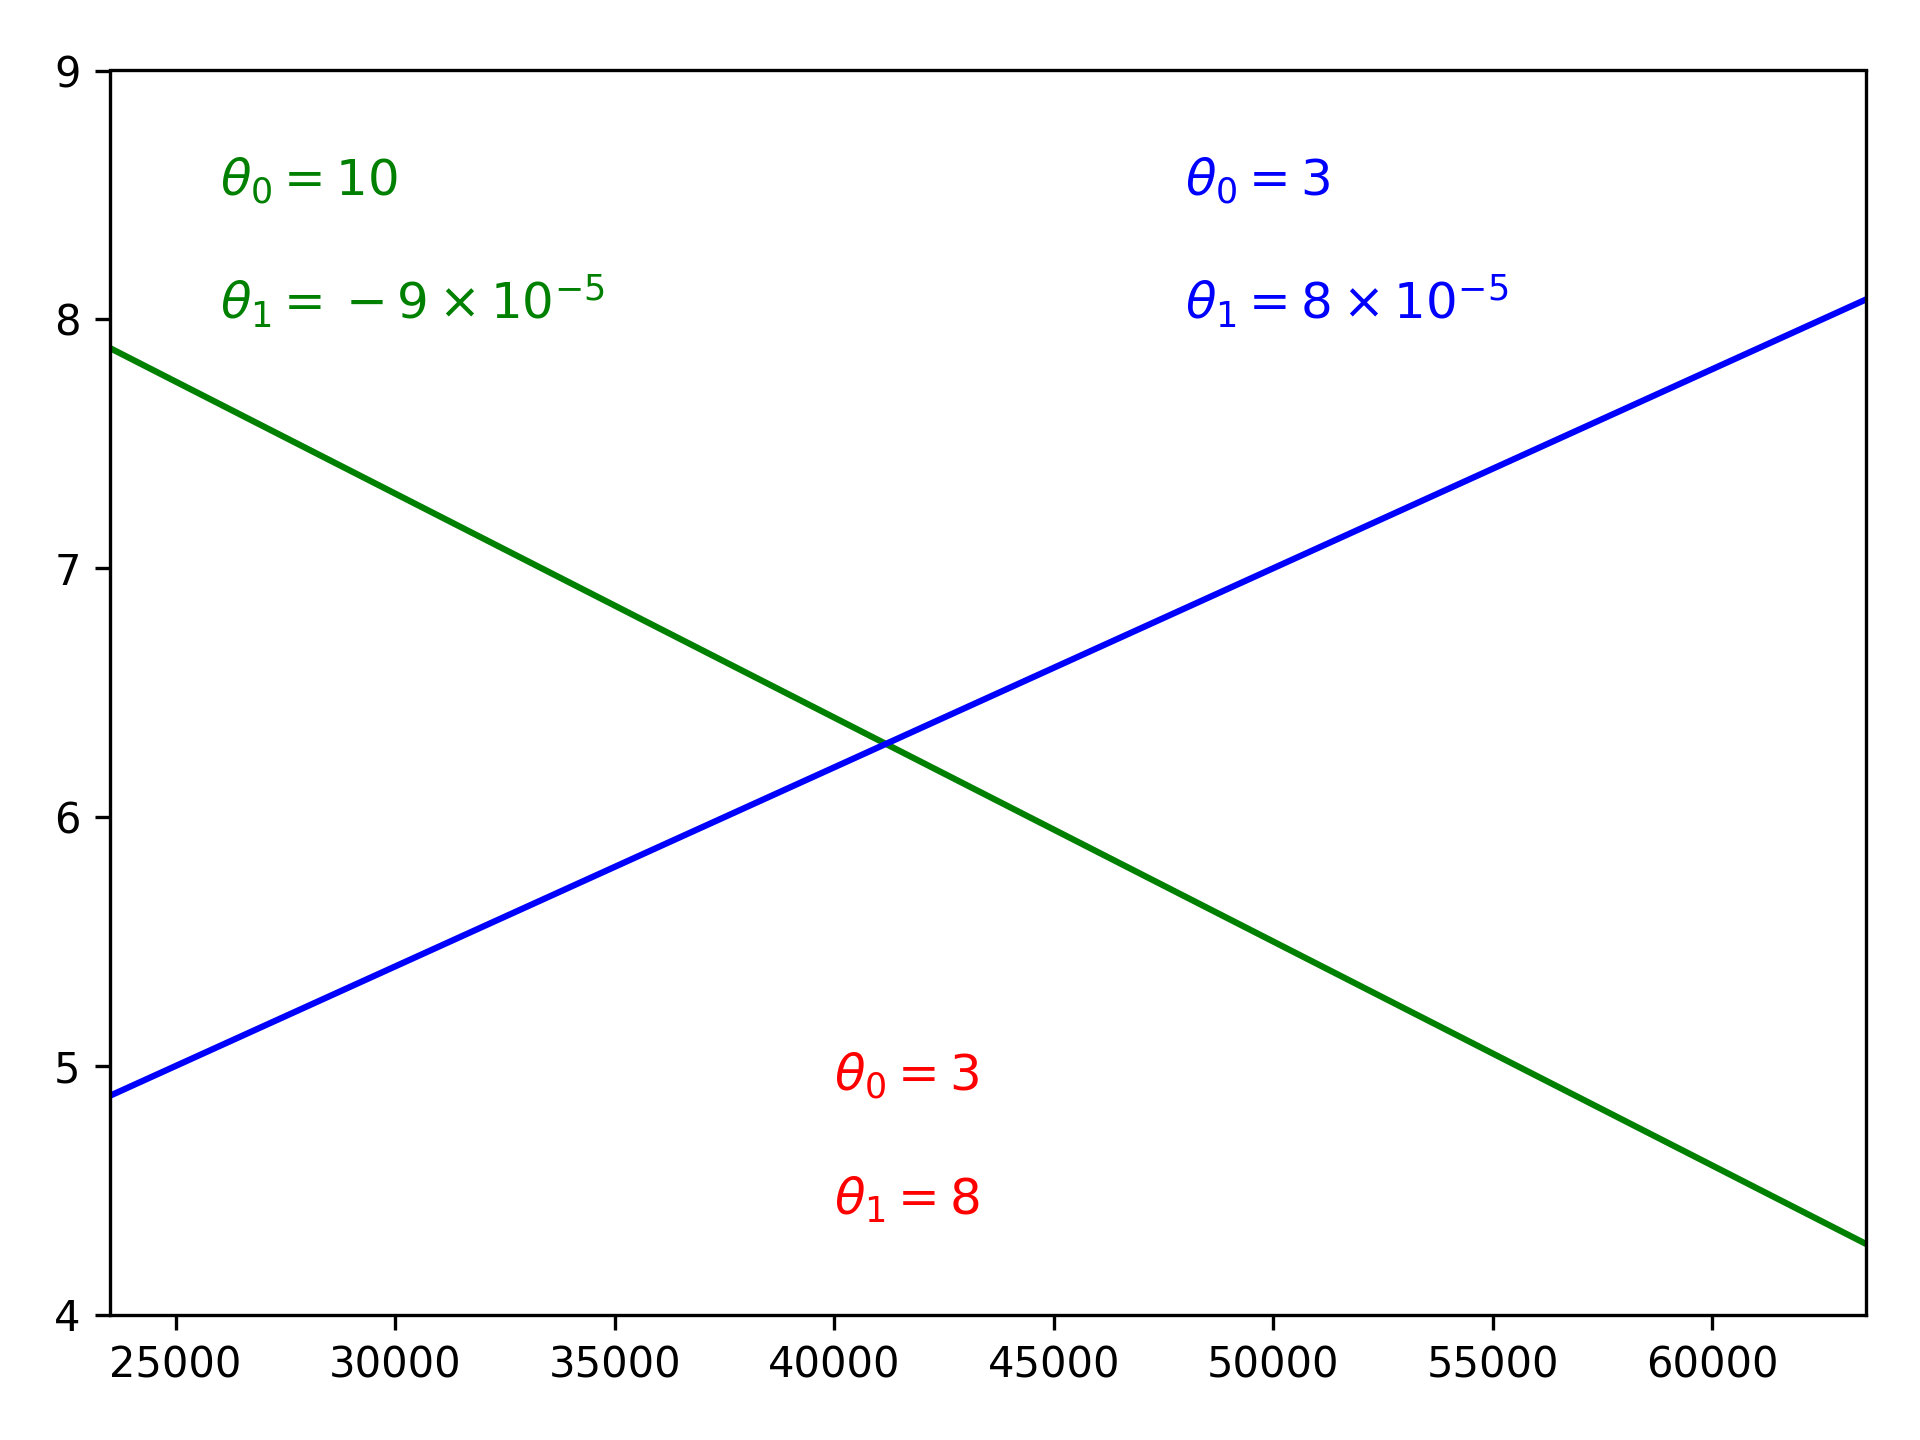 9
θ₀ = 10
θ₀ = 3
θ₁ = −9 × 10⁻⁵
θ₁ = 8 × 10⁻⁵
8
7
6
5
θ₀ = 3
θ₁ = 8
4
25000 30000 35000 40000 45000 50000 55000 60000